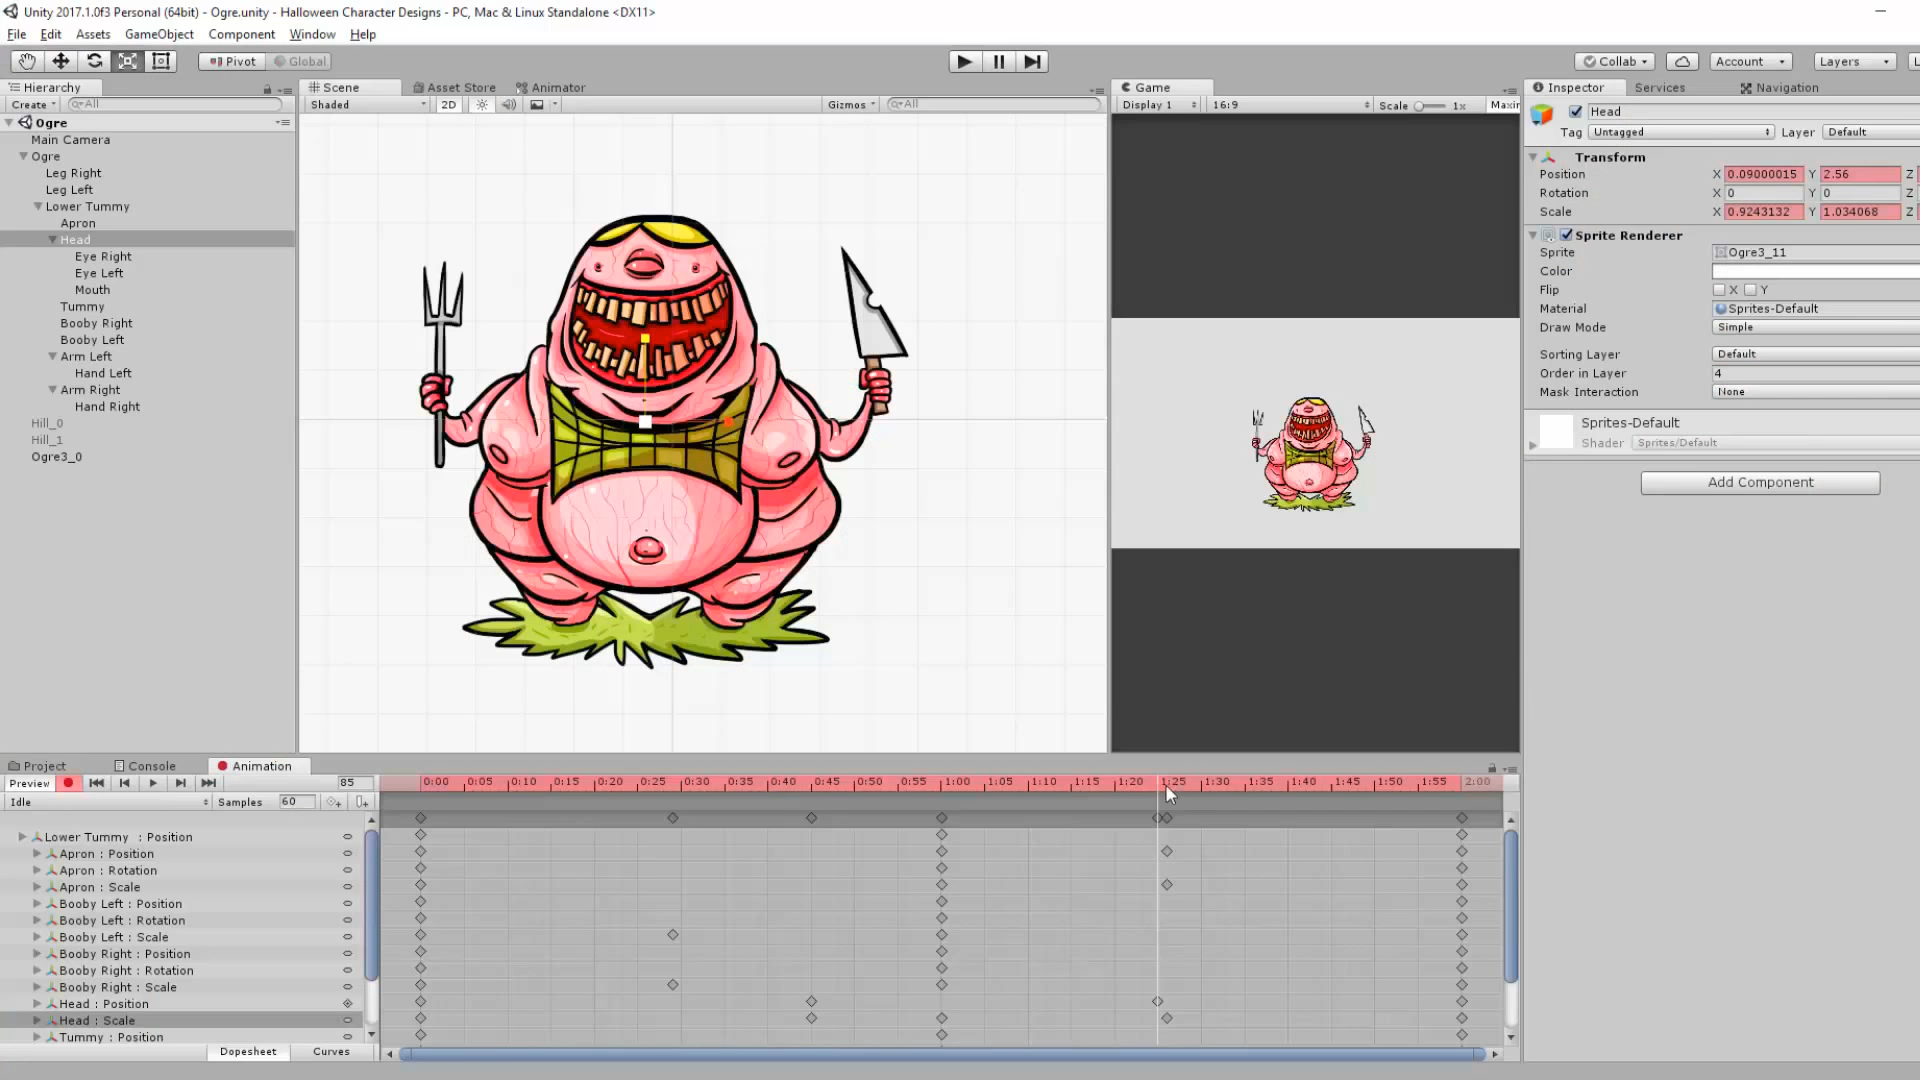 Unity 2017.1.0f3 Personal (64bit) - Ogre.unity - Halloween Character Designs - PC, Mac & Linux Standalone <DX11>
File Edit Assets GameObject Component Window Help
Pivot Global Collab Account Layers L
Hierarchy
Create All
Ogre
Main Camera
Ogre
Leg Right
Leg Left
Lower Tummy
Apron
Head
Eye Right
Eye Left
Mouth
Tummy
Booby Right
Booby Left
Arm Left
Hand Left
Arm Right
Hand Right
Hill_0
Hill_1
Ogre3_0
Scene Asset Store Animator
Shaded 2D Gizmos All
Game
Display 1 16:9 Scale 1x Maxin
Inspector Services Navigation
Head
Tag Untagged Layer Default
Transform
Position X 0.09000015 Y 2.56 Z
Rotation X 0 Y 0 Z
Scale X 0.9243132 Y 1.034068 Z
Sprite Renderer
Sprite Ogre3_11
Color
Flip X Y
Material Sprites-Default
Draw Mode Simple
Sorting Layer Default
Order in Layer 4
Mask Interaction None
Sprites-Default
Shader Sprites/Default
Add Component
Project Console Animation
Preview 85
0:00 0:05 0:10 0:15 0:20 0:25 0:30 0:35 0:40 0:45 0:50 0:55 1:00 1:05 1:10 1:15 1:20 1:25 1:30 1:35 1:40 1:45 1:50 1:55 2:00
Idle Samples 60
Lower Tummy : Position
Apron : Position
Apron : Rotation
Apron : Scale
Booby Left : Position
Booby Left : Rotation
Booby Left : Scale
Booby Right : Position
Booby Right : Rotation
Booby Right : Scale
Head : Position
Head : Scale
Tummy : Position
Dopesheet Curves